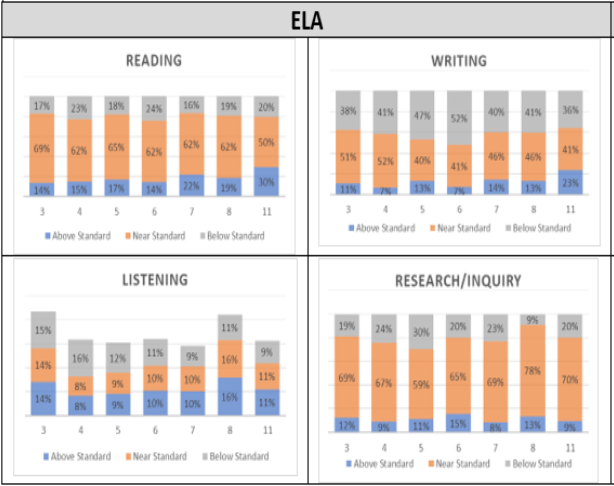 ELA
READING
17% 23% 18% 24% 16% 19% 20%
69% 62% 65% 62% 62% 62% 50%
14% 15% 17% 14% 22% 19% 30%
3 4 5 6 7 8 11
Above Standard Near Standard Below Standard
WRITING
38% 41% 47% 52% 40% 41% 36%
51% 52% 40% 41% 46% 46% 41%
11% 7% 13% 7% 14% 13% 23%
3 4 5 6 7 8 11
Above Standard Near Standard Below Standard
LISTENING
15% 16% 12% 11% 9% 11% 9%
14% 8% 9% 10% 10% 16% 11%
14% 8% 9% 10% 10% 16% 11%
3 4 5 6 7 8 11
Above Standard Near Standard Below Standard
RESEARCH/INQUIRY
19% 24% 30% 20% 23% 9% 20%
69% 67% 59% 65% 69% 78% 70%
12% 9% 11% 15% 8% 13% 9%
3 4 5 6 7 8 11
Above Standard Near Standard Below Standard